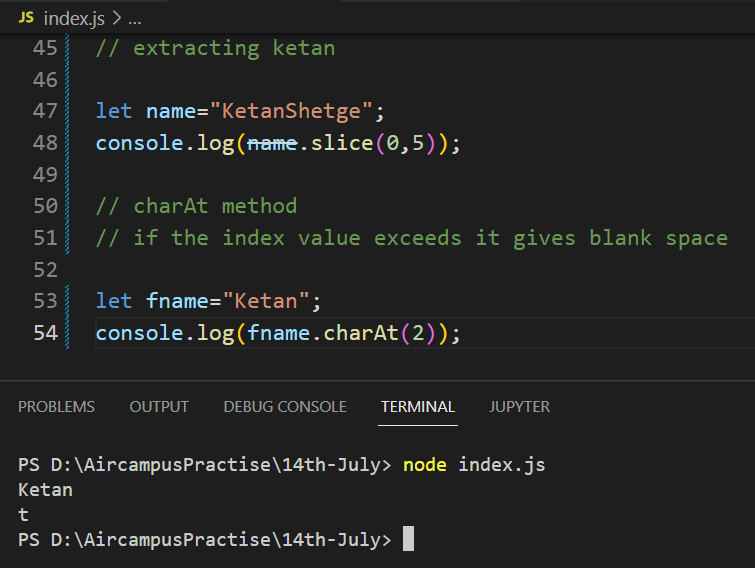 JS index.js > ...
45 // extracting ketan
46
47 let name="KetanShetge";
48 console.log(name.slice(0,5));
49
50 // charAt method
51 // if the index value exceeds it gives blank space
52
53 let fname="Ketan";
54 console.log(fname.charAt(2));
PROBLEMS OUTPUT DEBUG CONSOLE TERMINAL JUPYTER
PS D:\AircampusPractise\14th-July> node index.js
Ketan
t
PS D:\AircampusPractise\14th-July>